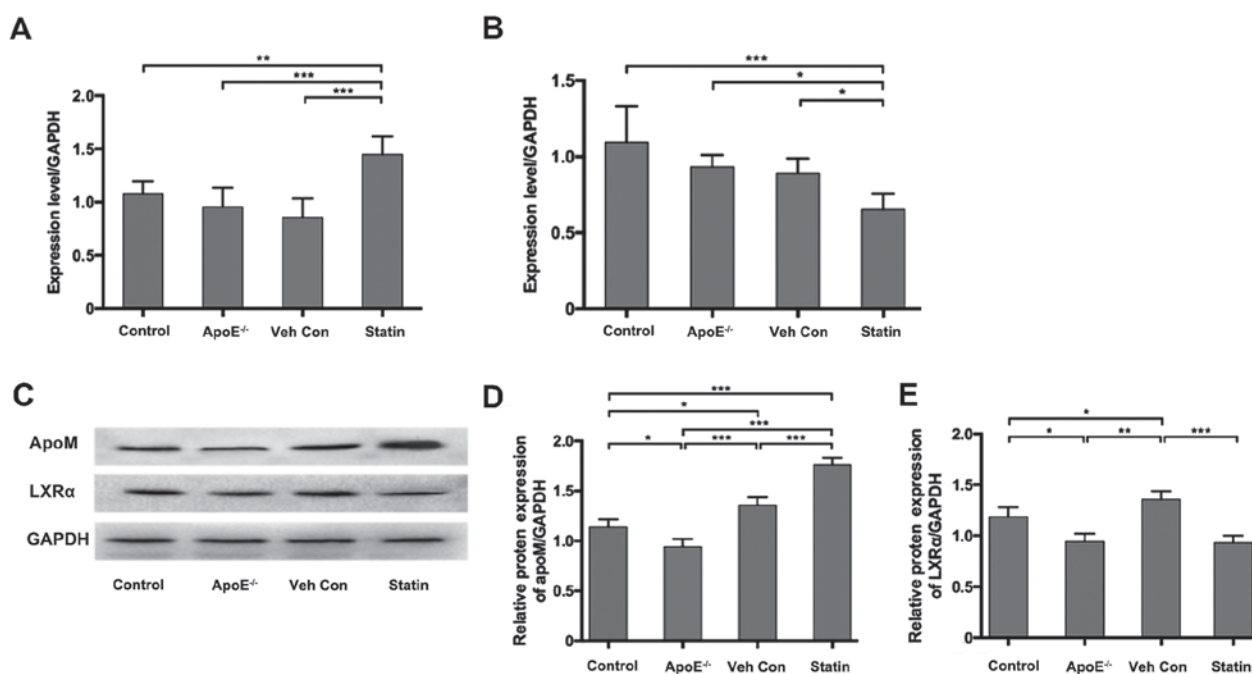 A
**
***
***
Expression level/GAPDH
2.0
1.5
1.0
0.5
0
Control ApoE-/- Veh Con Statin
B
***
*
*
Expression level/GAPDH
1.5
1.0
0.5
0
Control ApoE-/- Veh Con Statin
C
ApoM
LXRα
GAPDH
Control ApoE-/- Veh Con Statin
D
***
*
***
* *** ***
Relative proten expression
of apoM/GAPDH
2.0
1.5
1.0
0.5
0
Control ApoE-/- Veh Con Statin
E
*
* ** ***
Relative proten expression
of LXRα/GAPDH
2.0
1.5
1.0
0.5
0
Control ApoE-/- Veh Con Statin